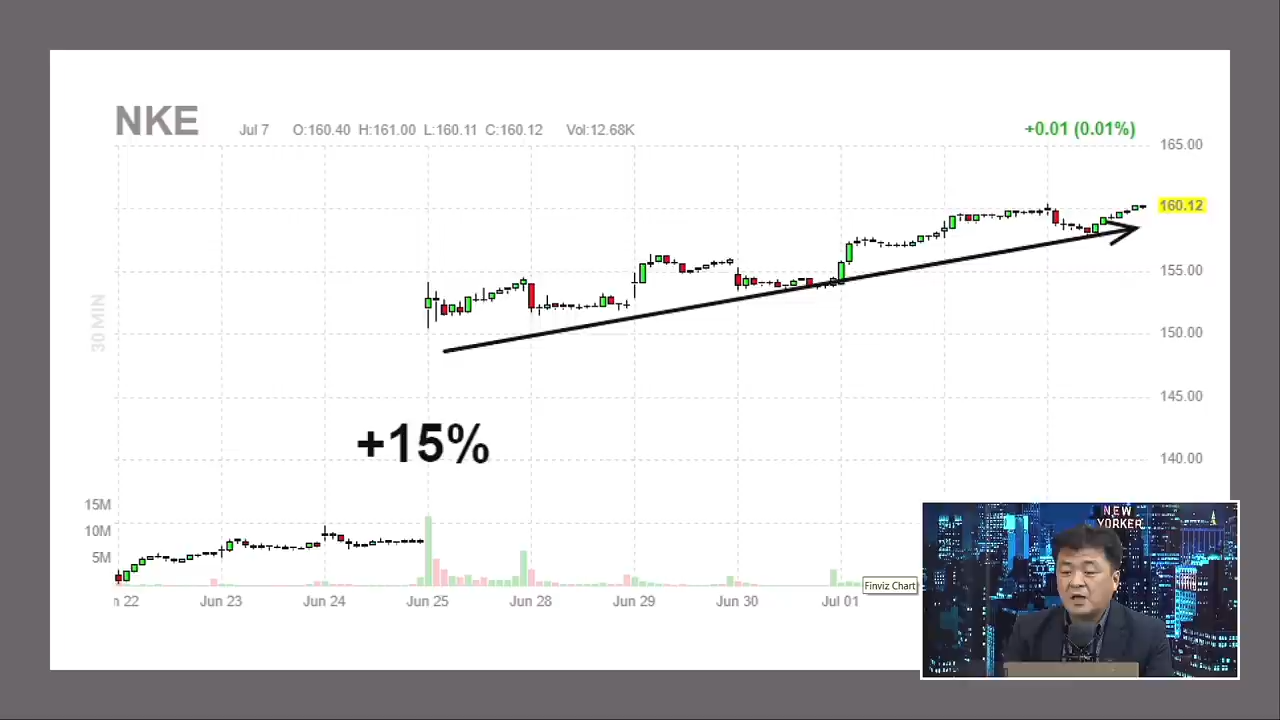 NKE Jul 7 O:160.40 H:161.00 L:160.11 C:160.12 Vol:12.68K +0.01 (0.01%)
165.00
160.12
155.00
150.00
30 MIN
145.00
+15%
140.00
15M
10M
5M
NEW
YORKER
Finviz Chart
n 22 Jun 23 Jun 24 Jun 25 Jun 28 Jun 29 Jun 30 Jul 01